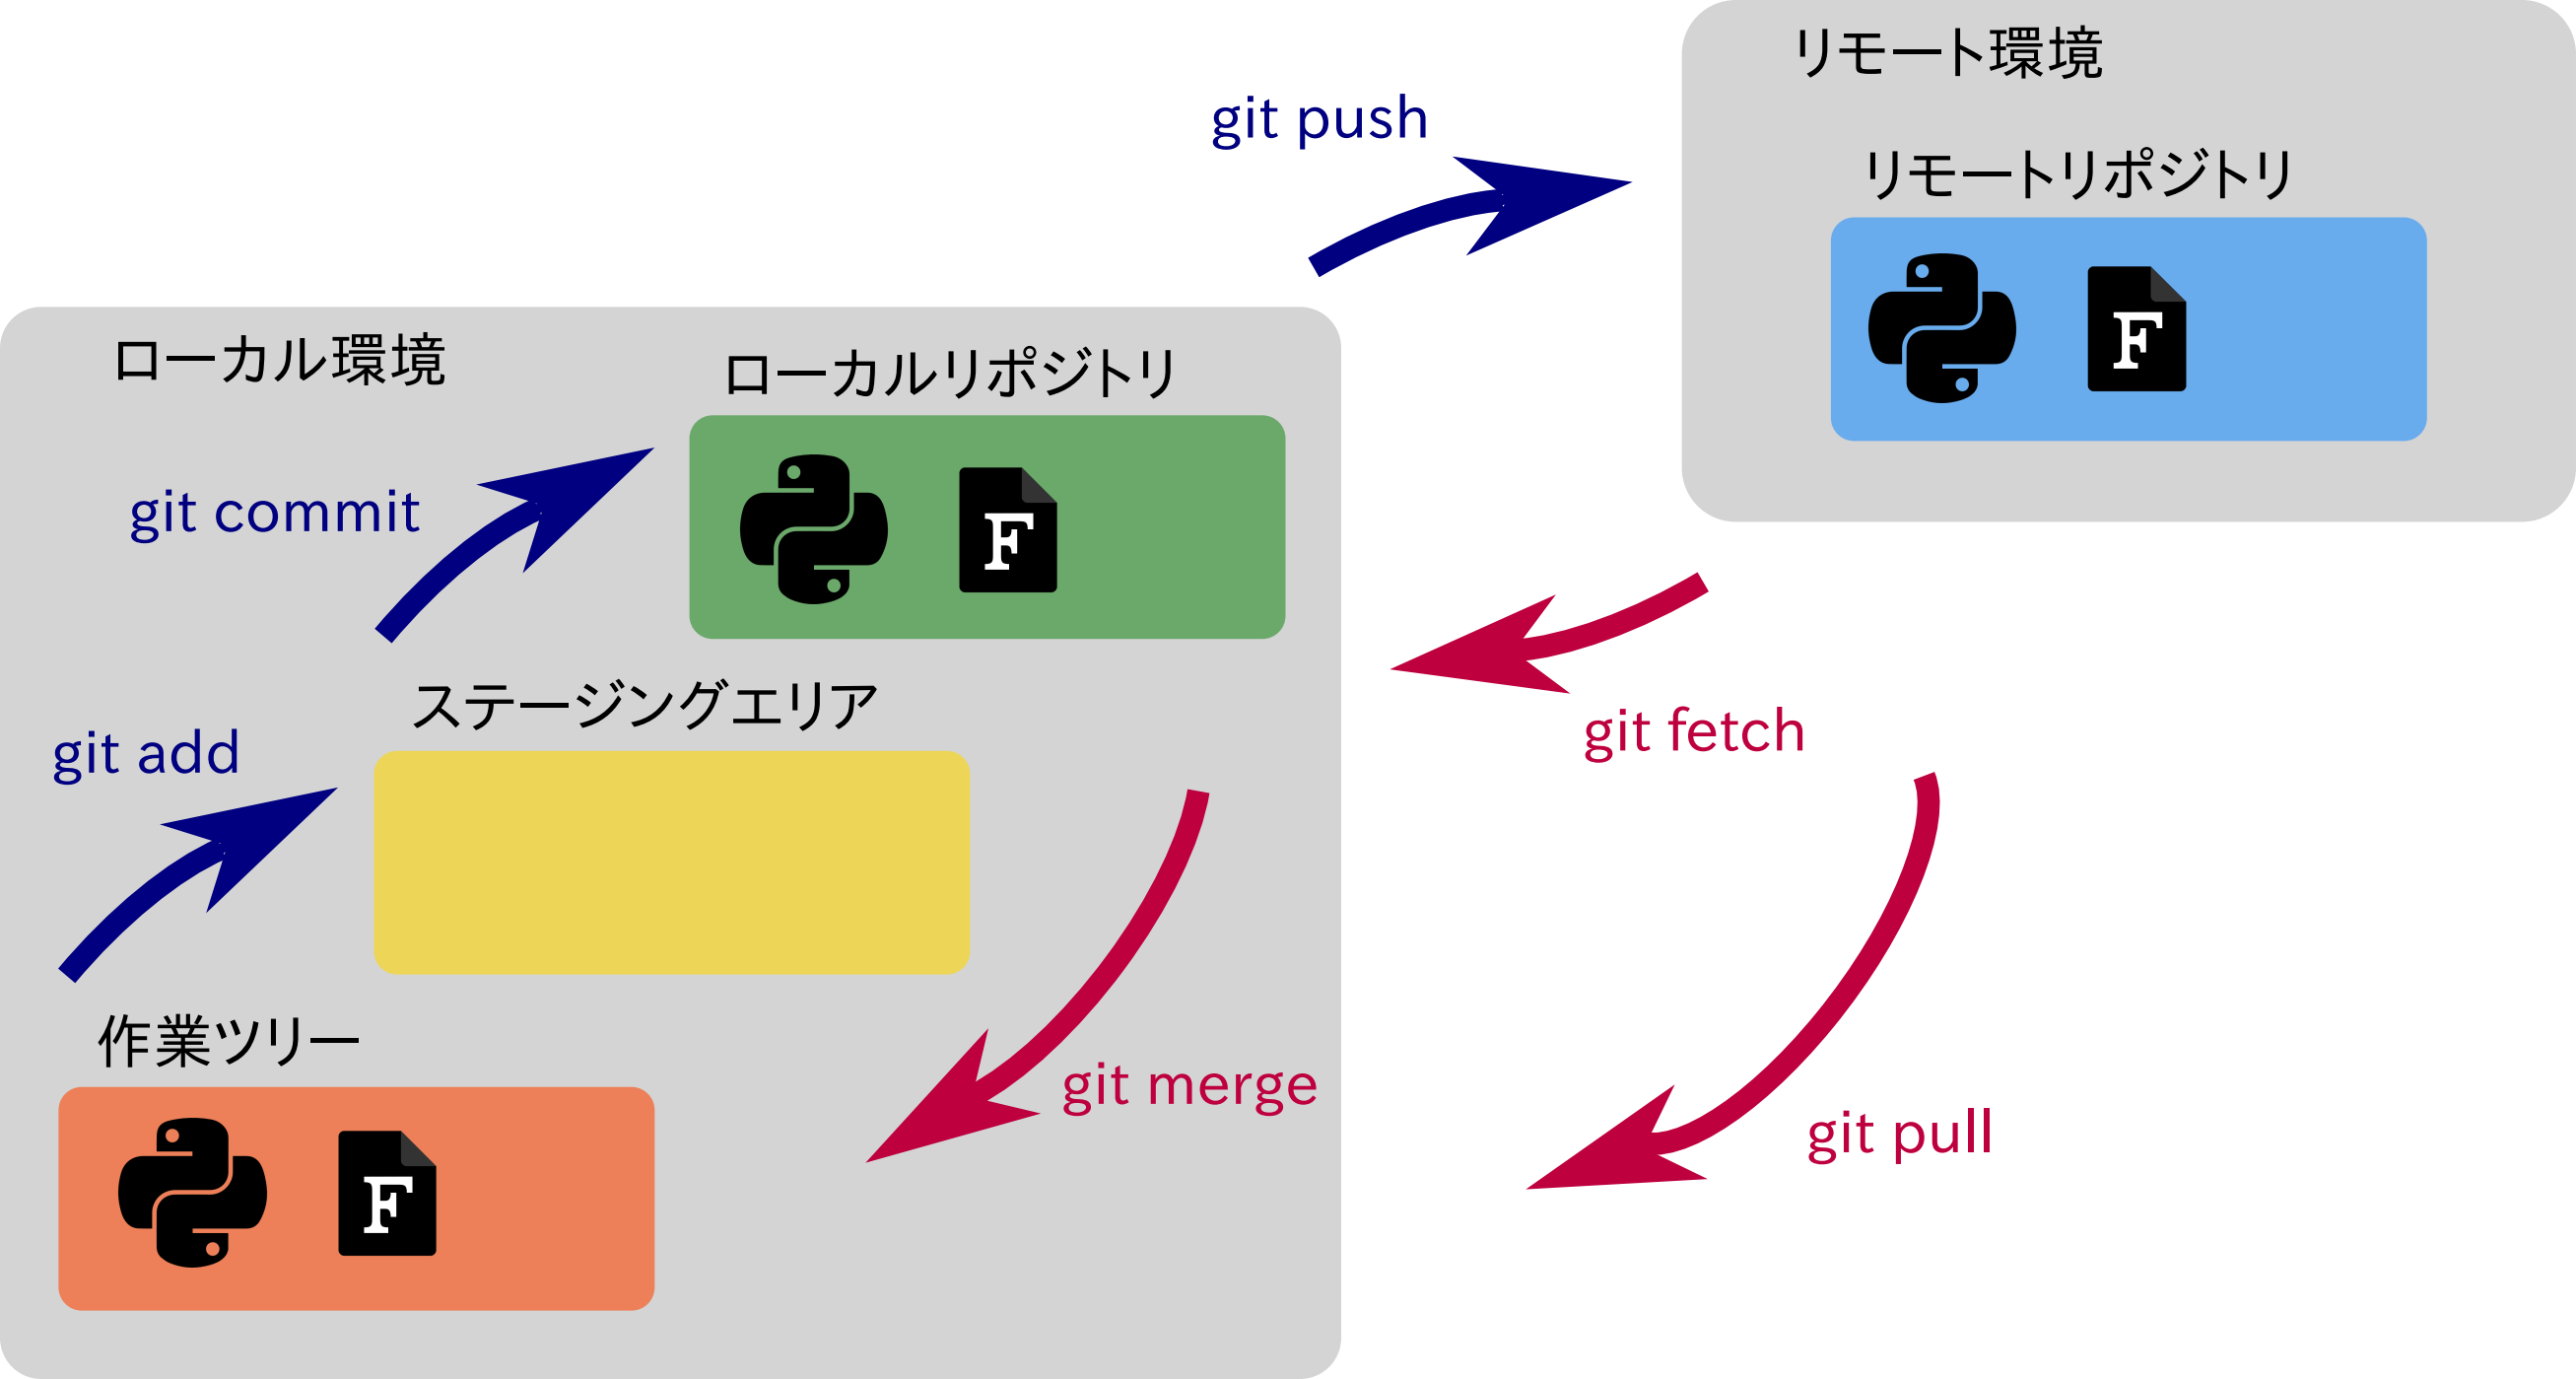 リモート環境
git push
リモートリポジトリ
F
ローカル環境
ローカルリポジトリ
git commit
F
ステージングエリア
git add
git fetch
作業ツリー
git merge
git pull
F